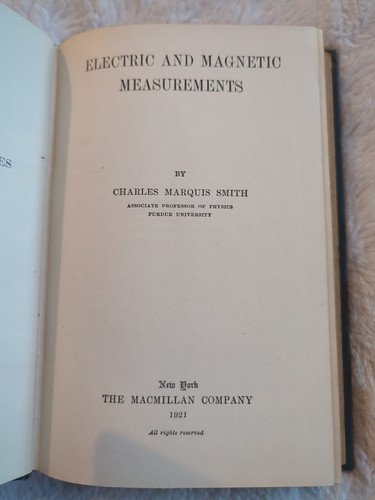 ELECTRIC AND MAGNETIC
MEASUREMENTS
BY
CHARLES MARQUIS SMITH
ASSOCIATE PROFESSOR OF PHYSICS
PURDUE UNIVERSITY
New York
THE MACMILLAN COMPANY
1921
All rights reserved